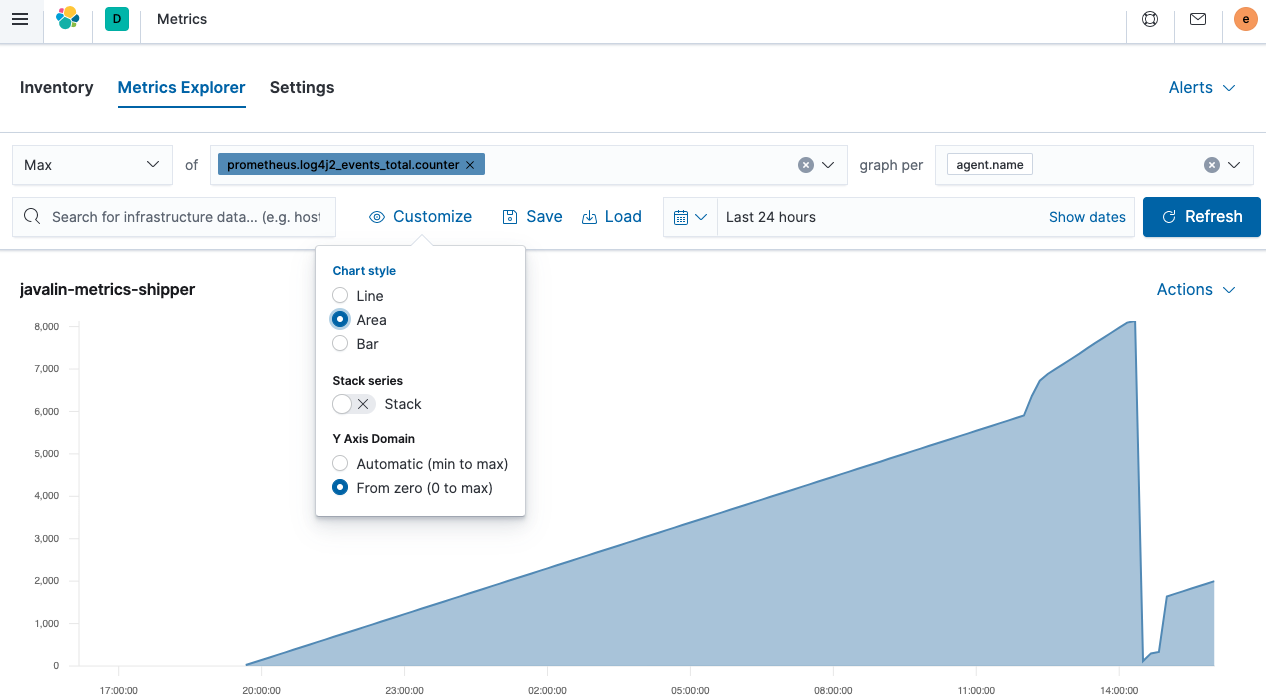 D Metrics e
Inventory Metrics Explorer Settings Alerts
Max of prometheus.log4j2_events_total.counter graph per agent.name
Search for infrastructure data... (e.g. host Customize Save Load Last 24 hours Show dates Refresh
Chart style
Line
Area
Bar
Stack series
Stack
Y Axis Domain
Automatic (min to max)
From zero (0 to max)
javalin-metrics-shipper Actions
8,000
7,000
6,000
5,000
4,000
3,000
2,000
1,000
0
17:00:00 20:00:00 23:00:00 02:00:00 05:00:00 08:00:00 11:00:00 14:00:00